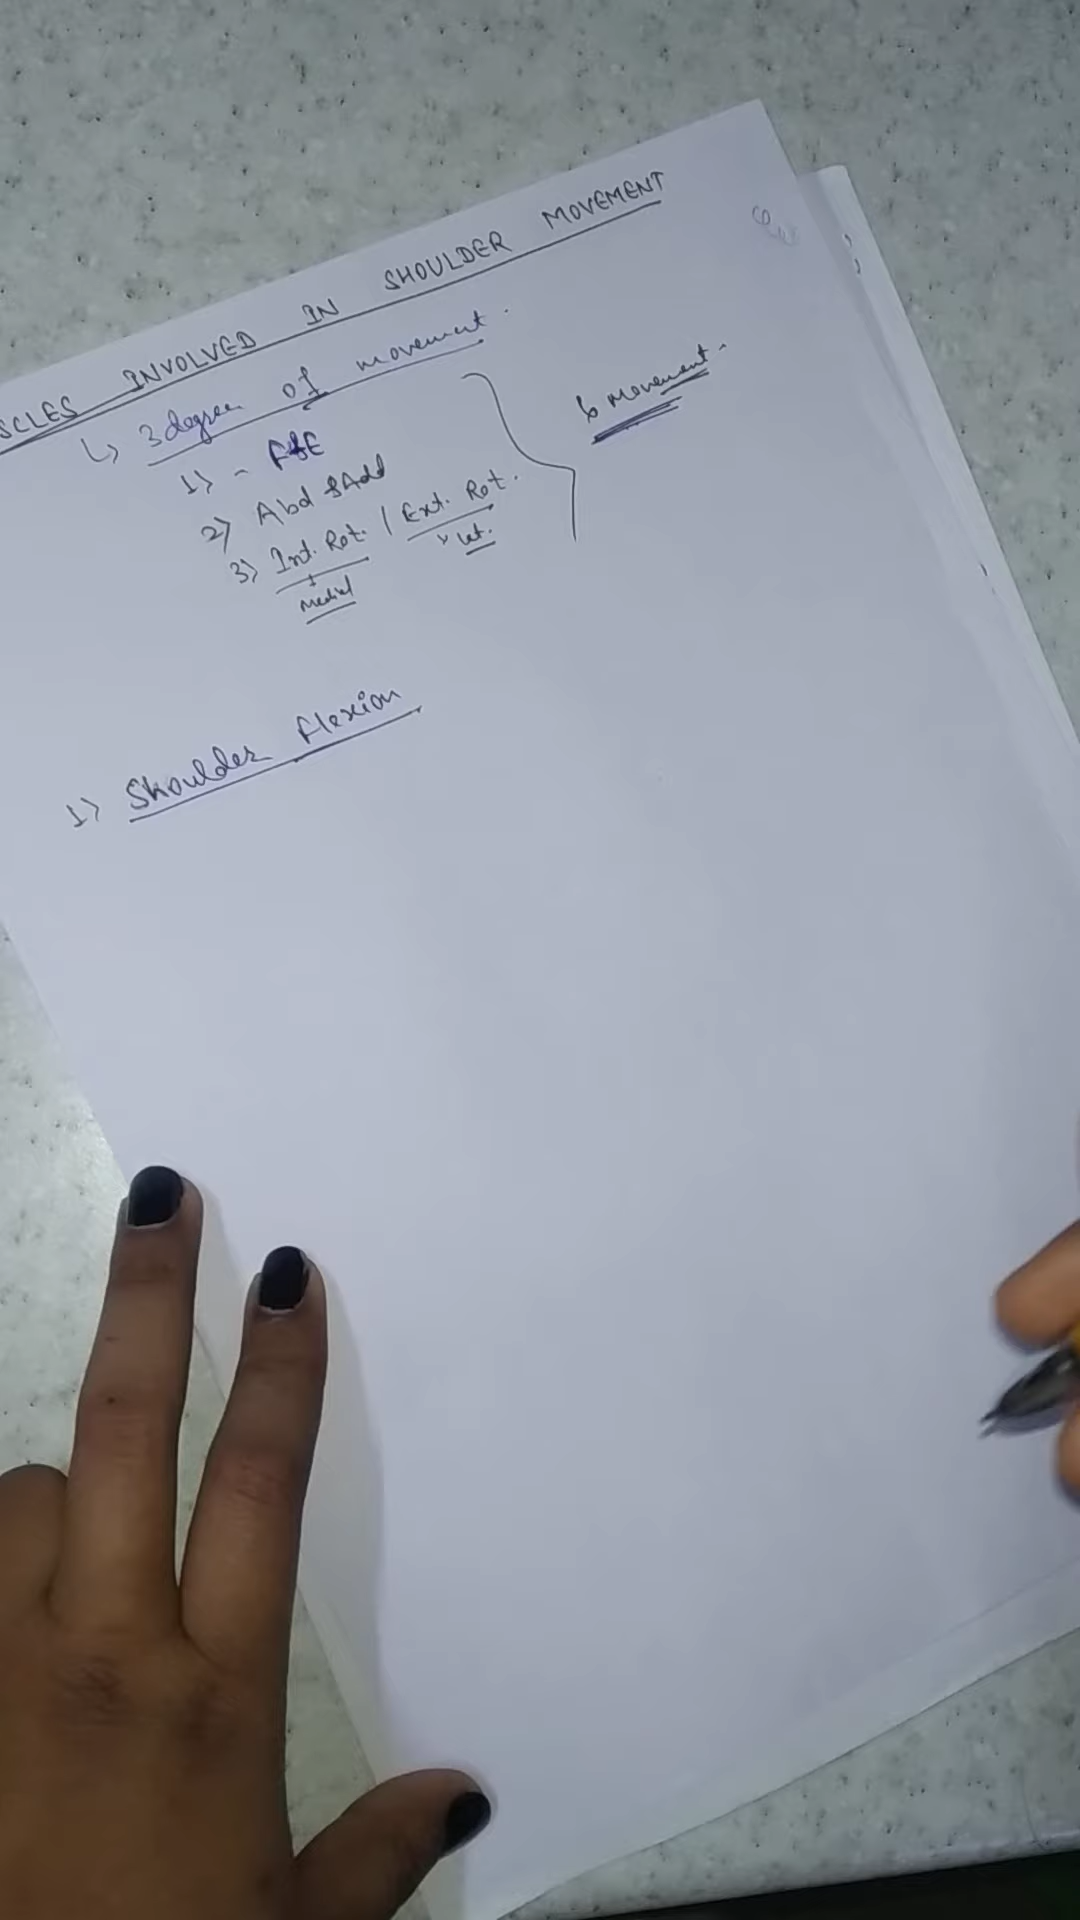 SCLES INVOLVED IN SHOULDER MOVEMENT
↳ 3 degree of movement.
1) - F&E
2) Abd & Add
3) Int. Rot. / Ext. Rot.
↓ medial ↘ lat.
6 movement.
1) Shoulder flexion